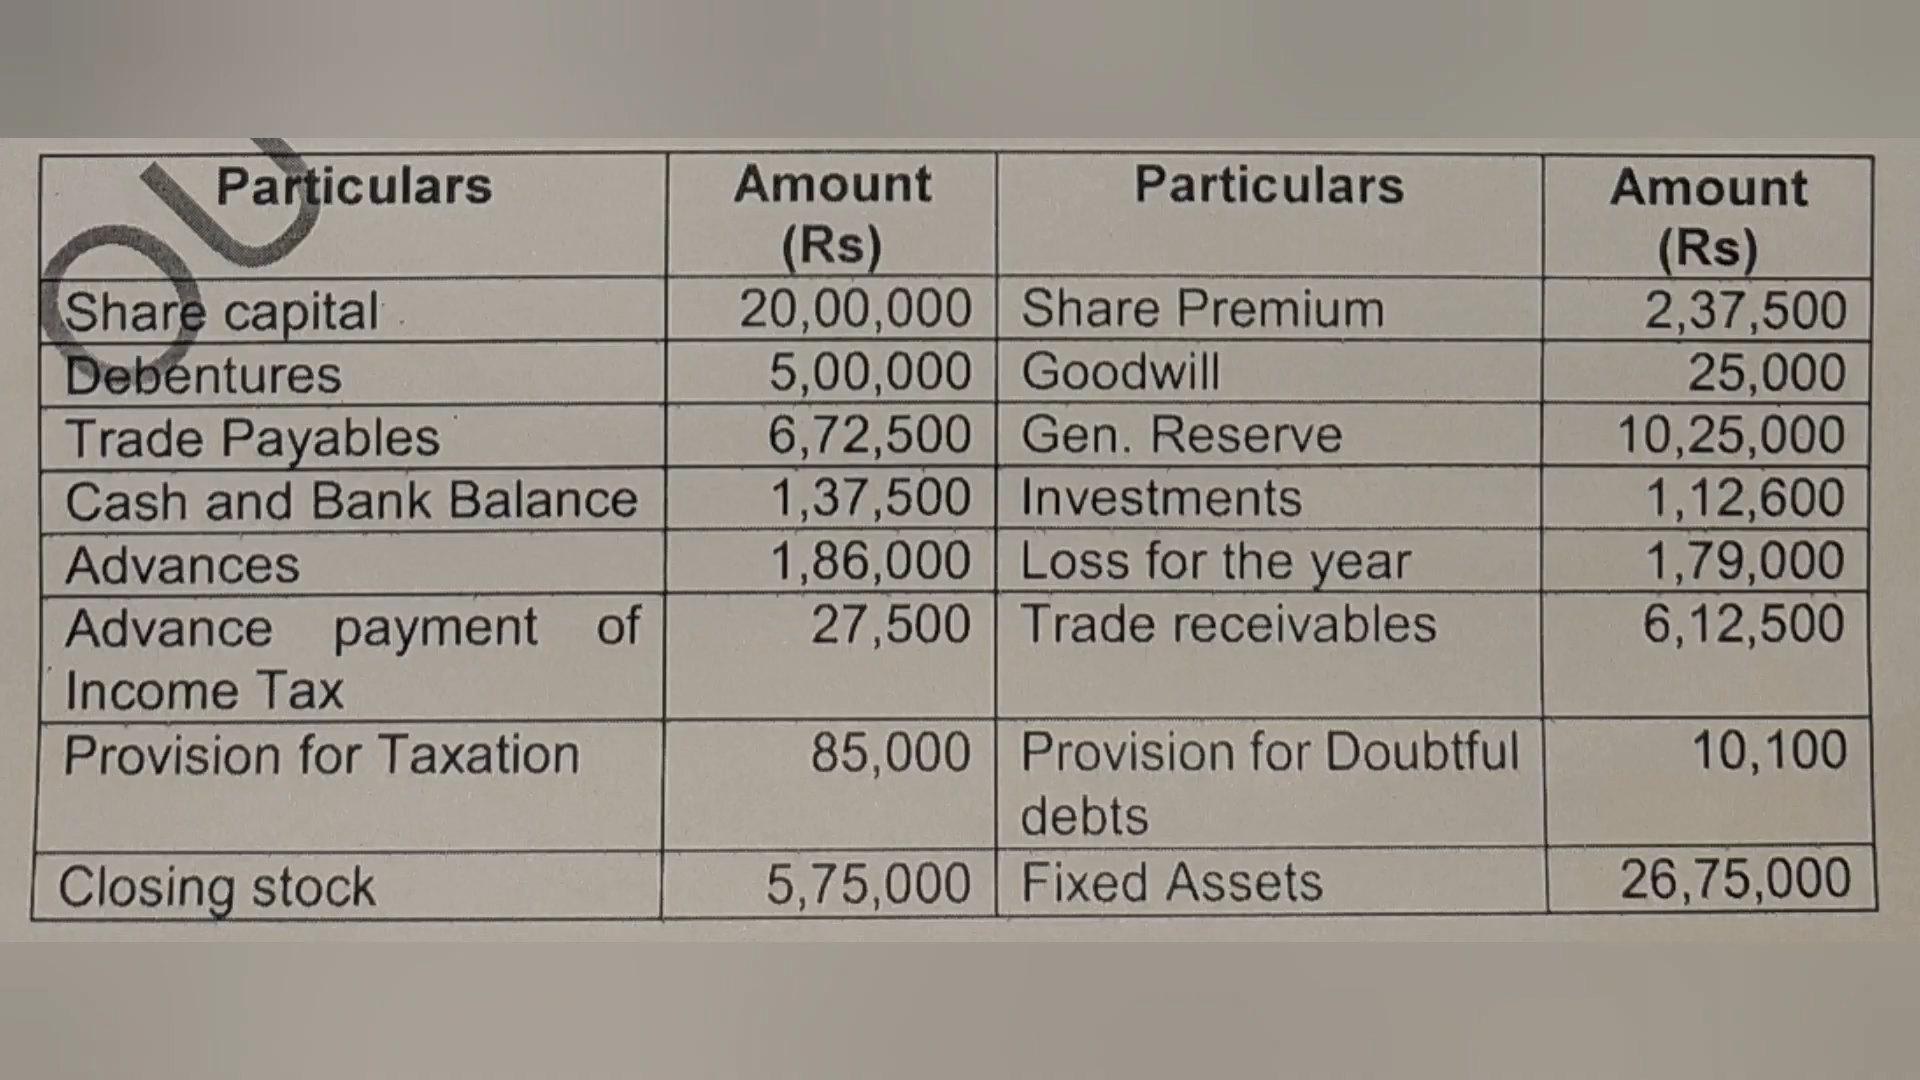 Particulars Amount (Rs) Particulars Amount (Rs)
Share capital 20,00,000 Share Premium 2,37,500
Debentures 5,00,000 Goodwill 25,000
Trade Payables 6,72,500 Gen. Reserve 10,25,000
Cash and Bank Balance 1,37,500 Investments 1,12,600
Advances 1,86,000 Loss for the year 1,79,000
Advance payment of Income Tax 27,500 Trade receivables 6,12,500
Provision for Taxation 85,000 Provision for Doubtful debts 10,100
Closing stock 5,75,000 Fixed Assets 26,75,000
OU